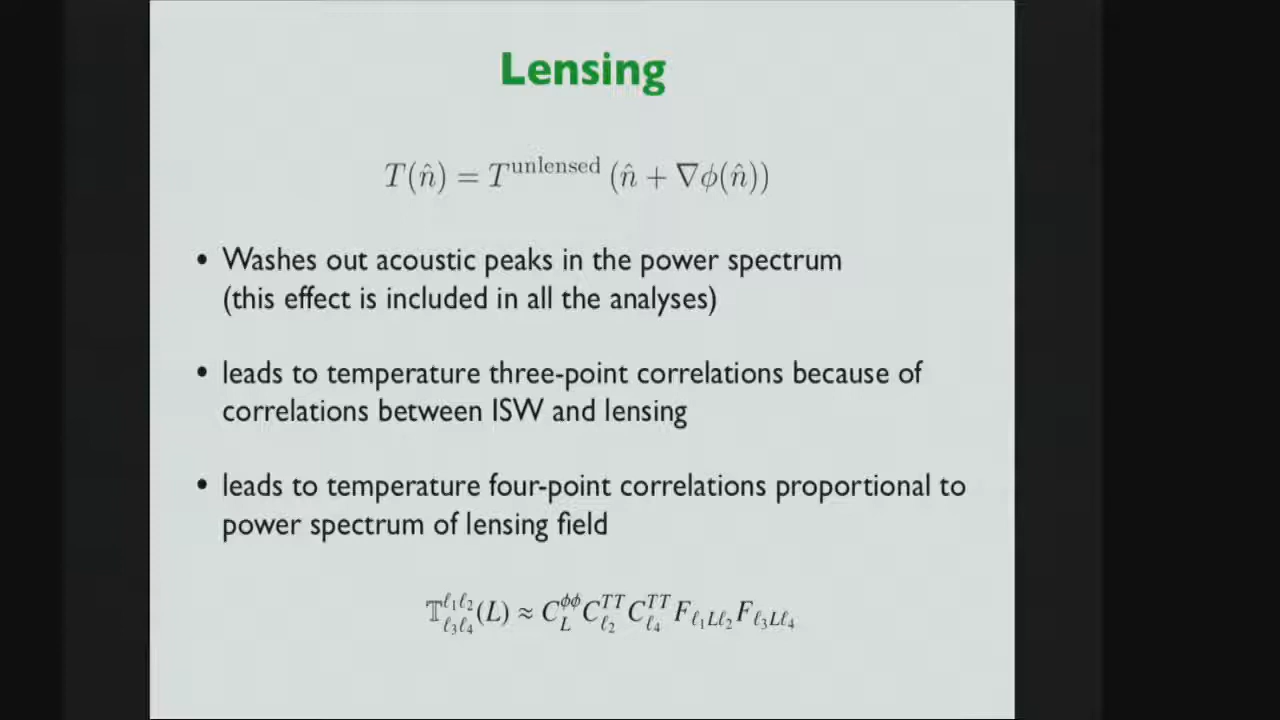 Lensing
T(n̂) = T^unlensed (n̂ + ∇ϕ(n̂))
• Washes out acoustic peaks in the power spectrum
(this effect is included in all the analyses)
• leads to temperature three-point correlations because of
correlations between ISW and lensing
• leads to temperature four-point correlations proportional to
power spectrum of lensing field
𝕋^{ℓ₁ℓ₂}_{ℓ₃ℓ₄}(L) ≈ C_L^{ϕϕ} C_{ℓ₂}^{TT} C_{ℓ₄}^{TT} F_{ℓ₁Lℓ₂} F_{ℓ₃Lℓ₄}